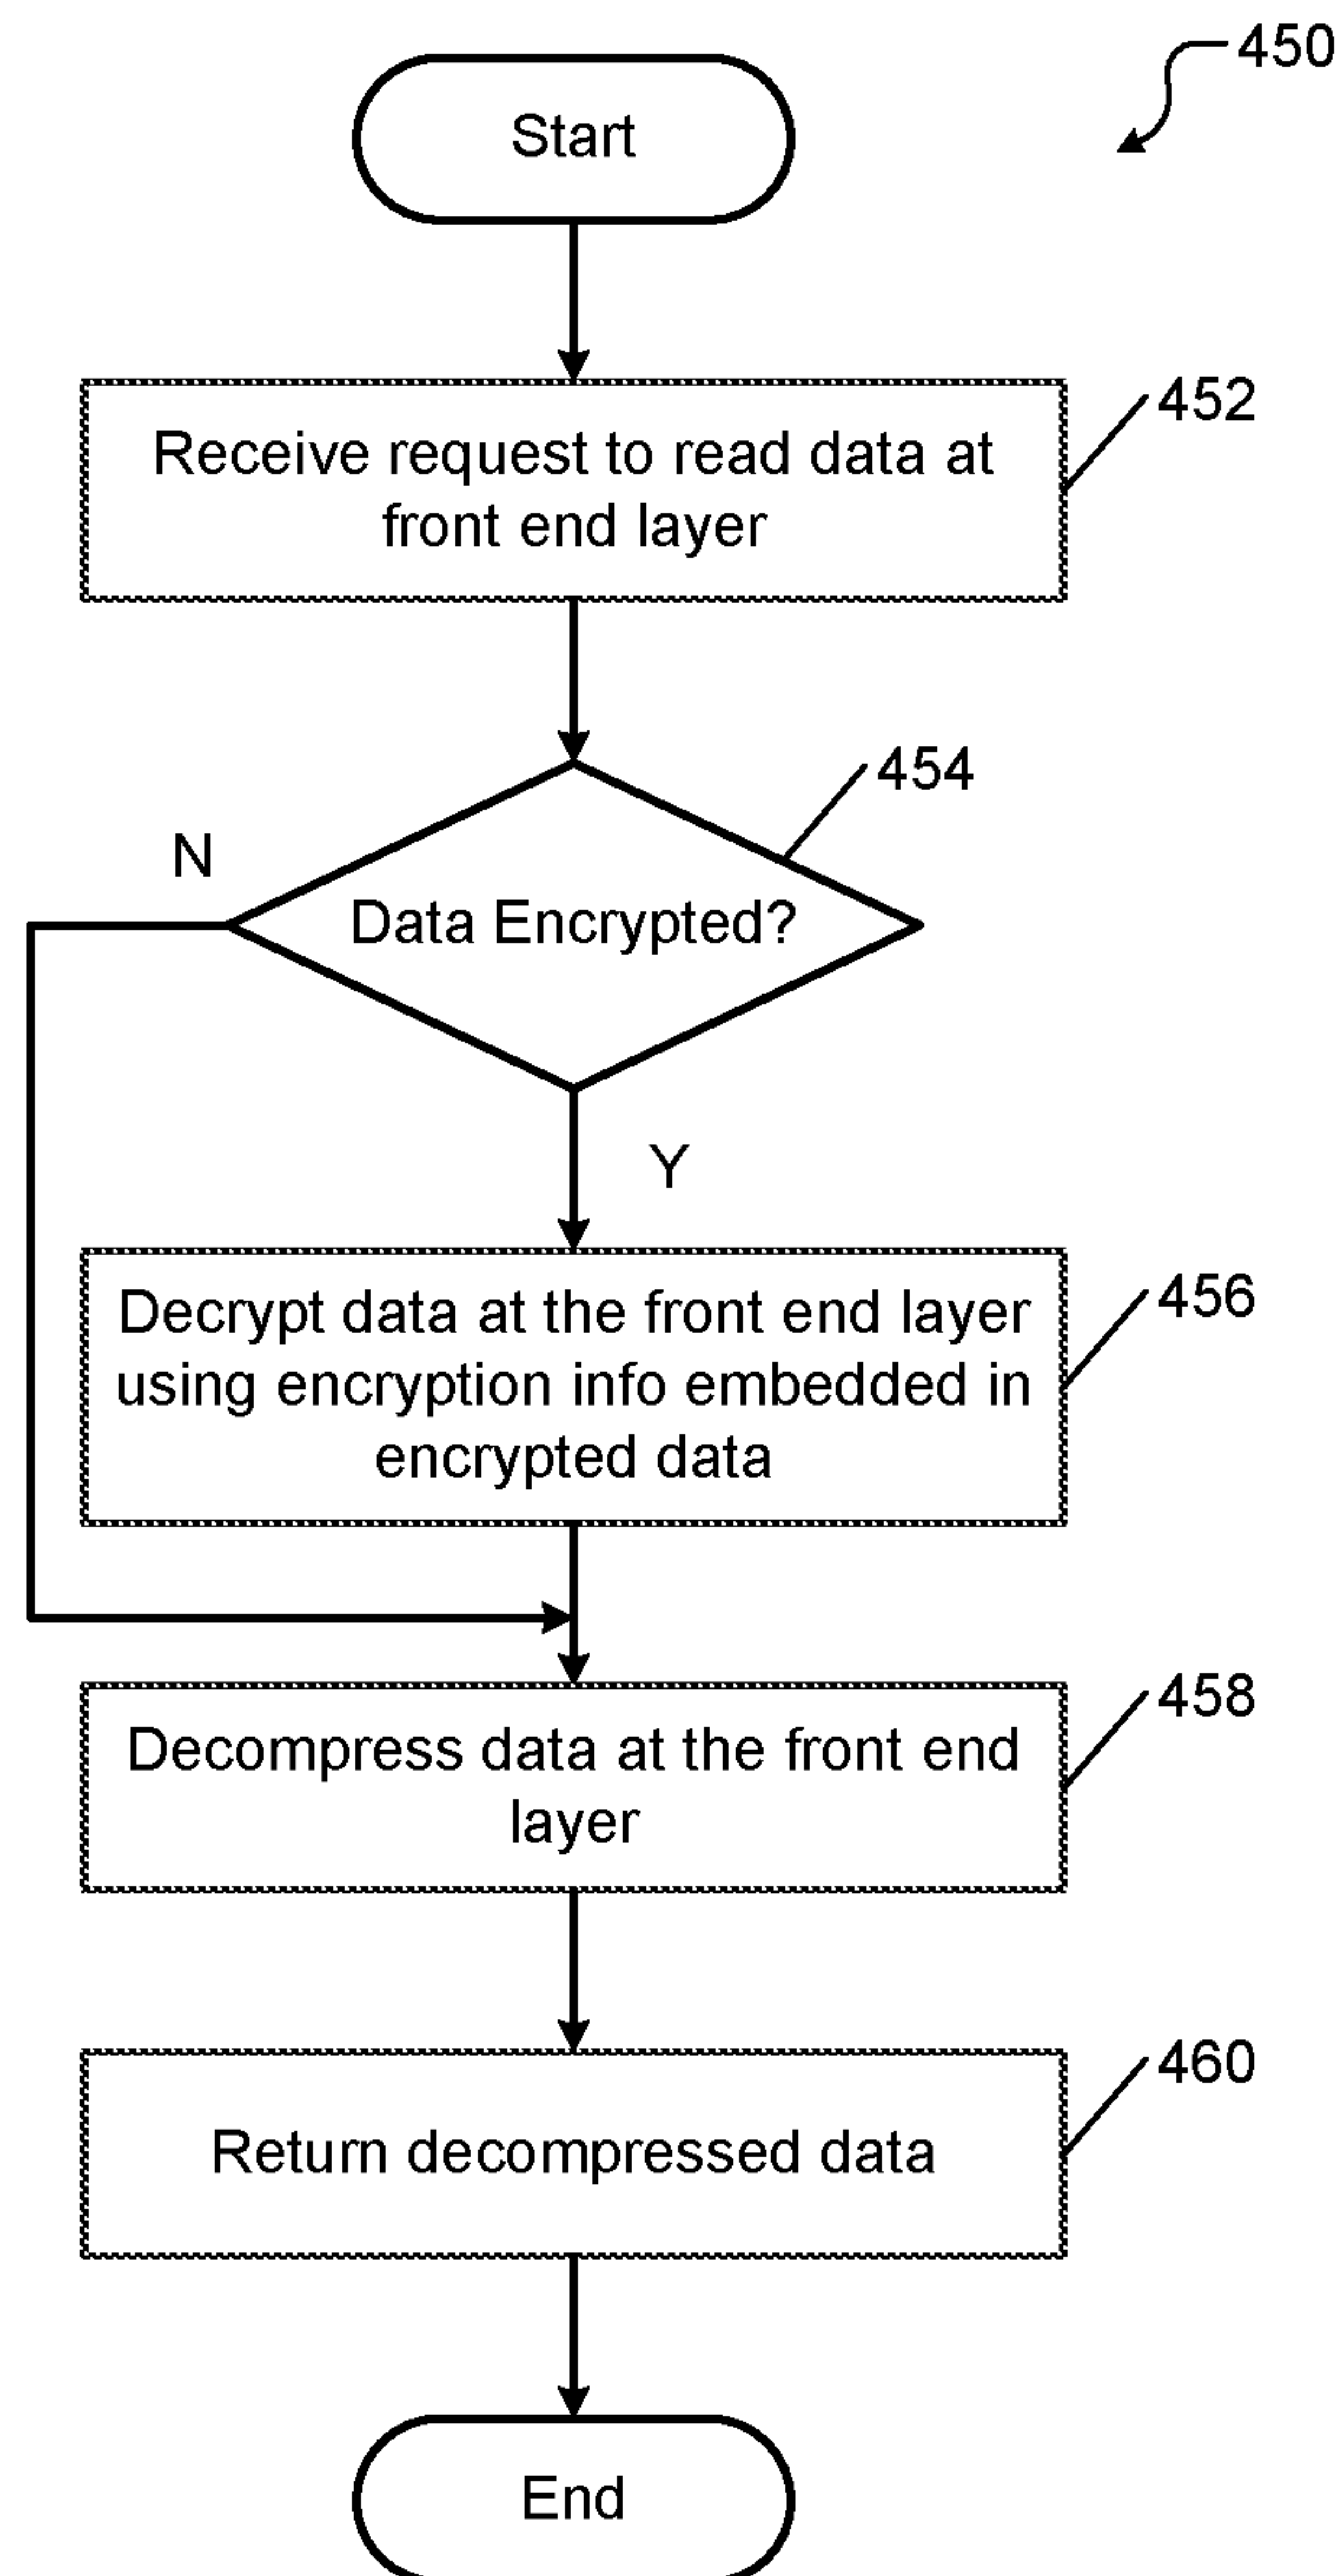 450
Start
452
Receive request to read data at
front end layer
454
N
Data Encrypted?
Y
456
Decrypt data at the front end layer
using encryption info embedded in
encrypted data
458
Decompress data at the front end
layer
460
Return decompressed data
End